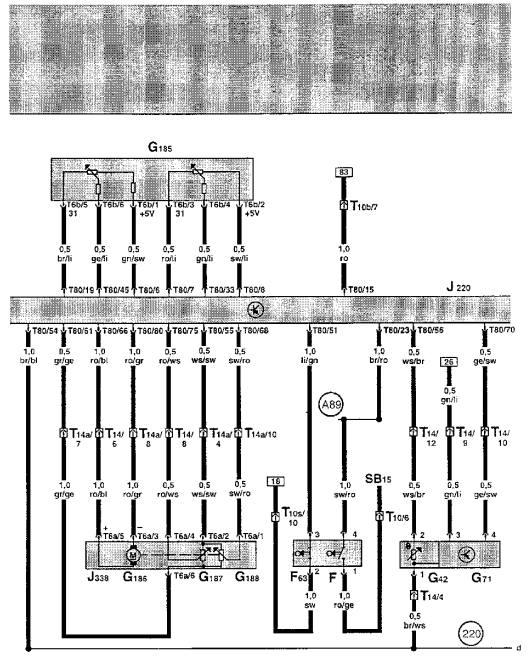 G185
83
T6b/5 T6b/6 T6b/1 T6b/3 T6b/4 T6b/2
31 +5V 31 +5V
T10b/7
0,5 0,5 0,5 0,5 0,5 0,5 1,0
br/li ge/li gn/sw ro/li gn/li sw/li ro
T80/19 T80/45 T80/6 T80/7 T80/33 T80/8 T80/15
J220
T80/54 T80/61 T80/66 T80/80 T80/75 T80/55 T80/68 T80/51 T80/23 T80/56 T80/70
1,0 0,5 1,0 1,0 0,5 0,5 0,5 1,0 1,0 0,5 0,5
br/bl gr/ge ro/bl ro/gr ro/ws ws/sw sw/ro li/gn br/ro ws/br ge/sw
26
0,5
gn/li
A89
T14a/7 T14/6 T14a/8 T14/8 T14a/4 T14a/10 T14/12 T14/9 T14/10
16
SB15
1,0 1,0 1,0 0,5 0,5 0,5 1,0 0,5 0,5 0,5
gr/ge ro/bl ro/gr ro/ws ws/sw sw/ro sw/ro ws/br gn/li ge/sw
T10s/10
T10/6
+ −
T6a/5 T6a/3 T6a/4 T6a/2 T6a/1 3 4 2 3 4
M
J338 G186 T6a/6 G187 G188 F63 2 F 1 1 G42 G71
1,0 1,0
sw ro/ge
T14/4
0,5
br/ws
220